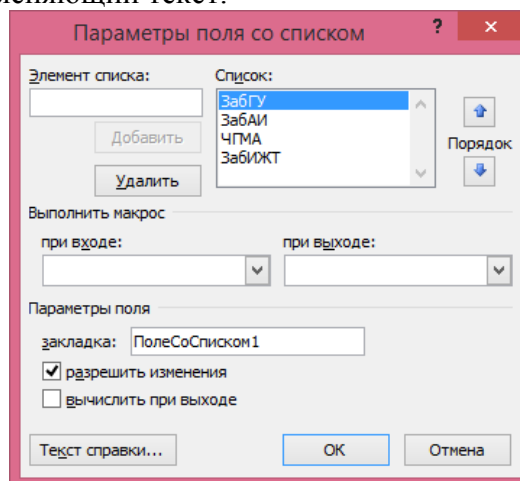 Параметры поля со списком
? ×
Элемент списка:
Список:
ЗабГУ
ЗабАИ
ЧГМА
ЗабИЖТ
Добавить
Удалить
Порядок
Выполнить макрос
при входе:
при выходе:
Параметры поля
закладка:
ПолеСоСписком1
разрешить изменения
вычислить при выходе
Текст справки...
ОК
Отмена